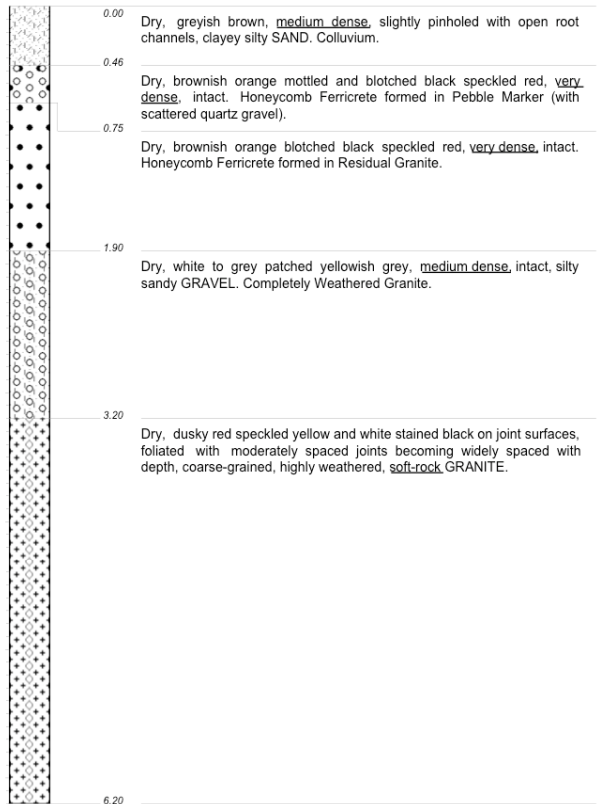 0.00
Dry, greyish brown, medium dense, slightly pinholed with open root
channels, clayey silty SAND. Colluvium.
0.46
Dry, brownish orange mottled and blotched black speckled red, very
dense, intact. Honeycomb Ferricrete formed in Pebble Marker (with
scattered quartz gravel).
0.75
Dry, brownish orange blotched black speckled red, very dense, intact.
Honeycomb Ferricrete formed in Residual Granite.
1.90
Dry, white to grey patched yellowish grey, medium dense, intact, silty
sandy GRAVEL. Completely Weathered Granite.
3.20
Dry, dusky red speckled yellow and white stained black on joint surfaces,
foliated with moderately spaced joints becoming widely spaced with
depth, coarse-grained, highly weathered, soft-rock GRANITE.
6.20